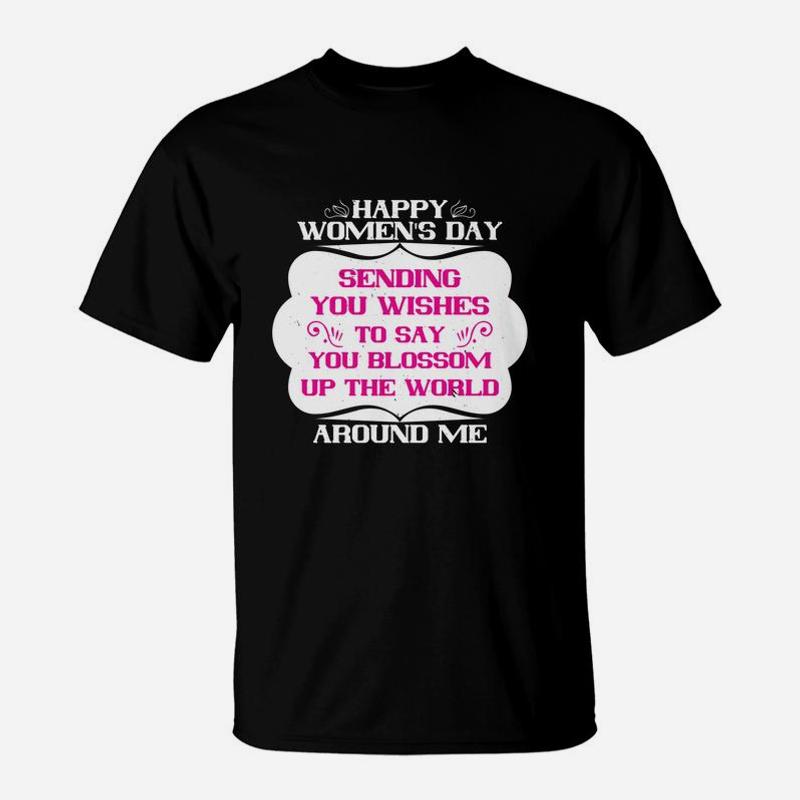 HAPPY
WOMEN'S DAY
SENDING
YOU WISHES
TO SAY
YOU BLOSSOM
UP THE WORLD
AROUND ME